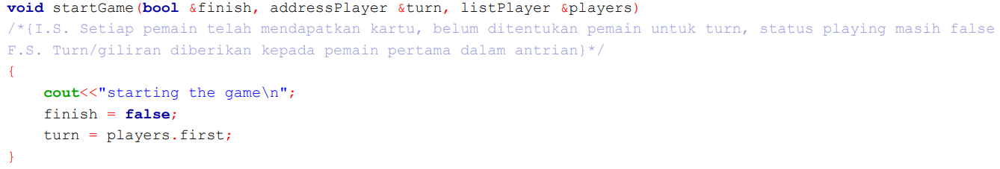 void startGame(bool &finish, addressPlayer &turn, listPlayer &players)
/*{I.S. Setiap pemain telah mendapatkan kartu, belum ditentukan pemain untuk turn, status playing masih false
F.S. Turn/giliran diberikan kepada pemain pertama dalam antrian}*/
{
    cout<<"starting the game\n";
    finish = false;
    turn = players.first;
}